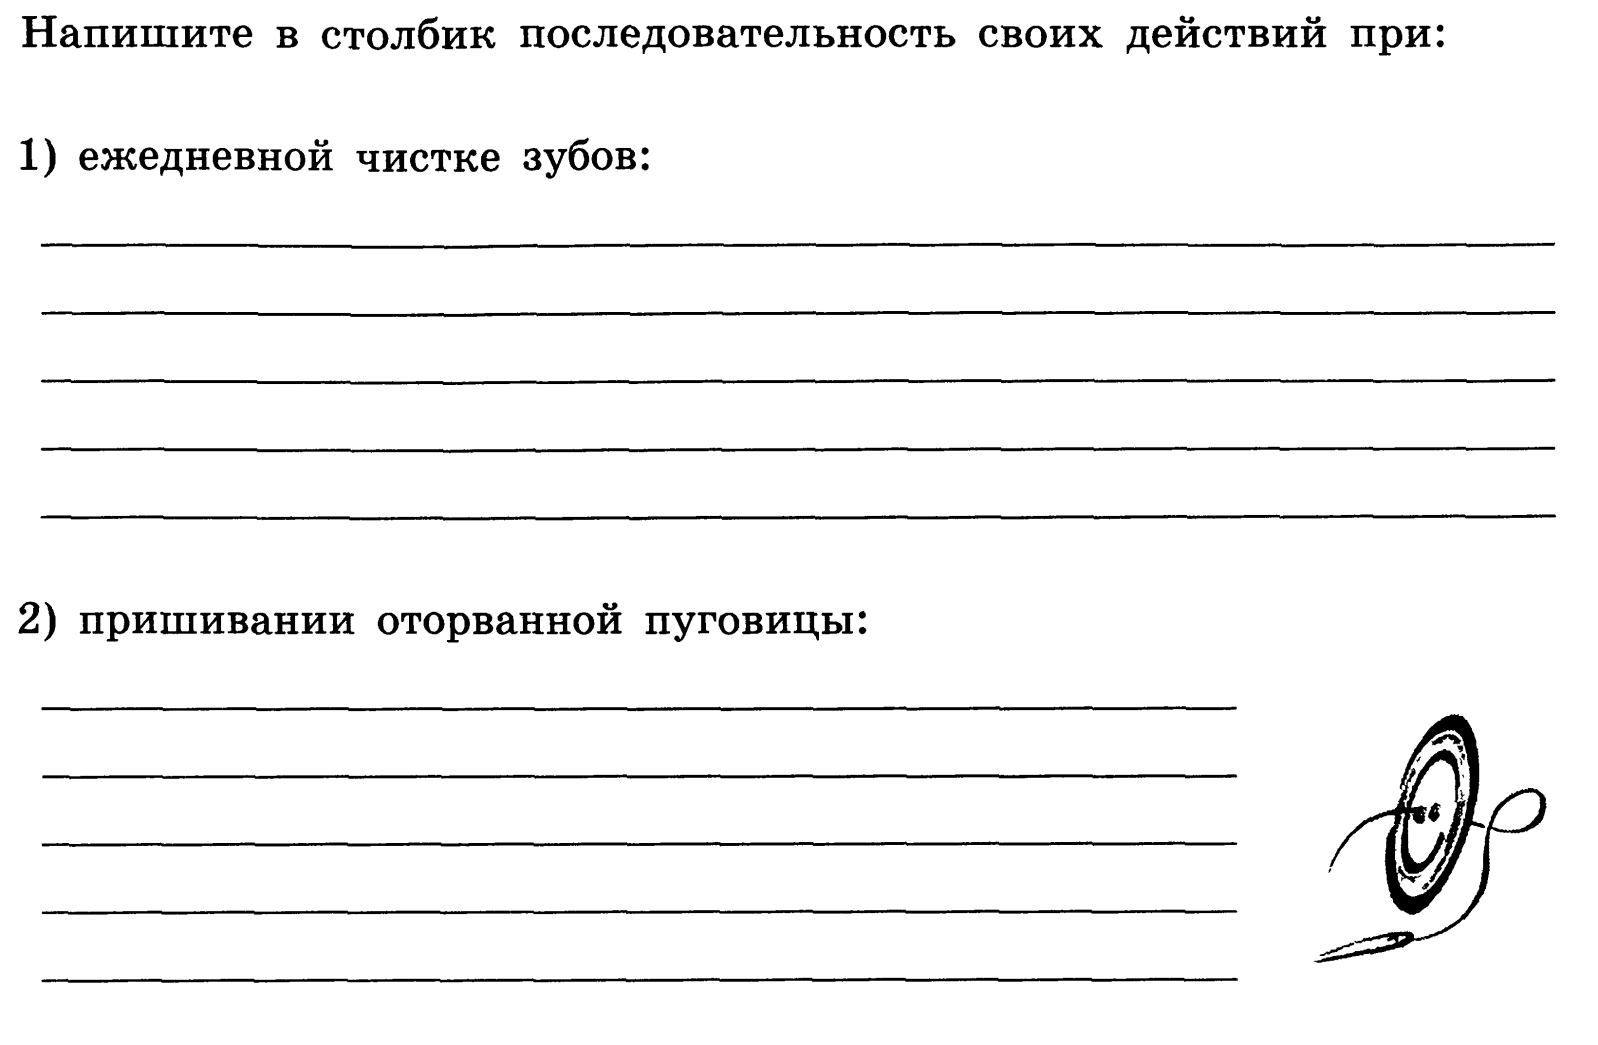 Напишите в столбик последовательность своих действий при:
1) ежедневной чистке зубов:
2) пришивании оторванной пуговицы: